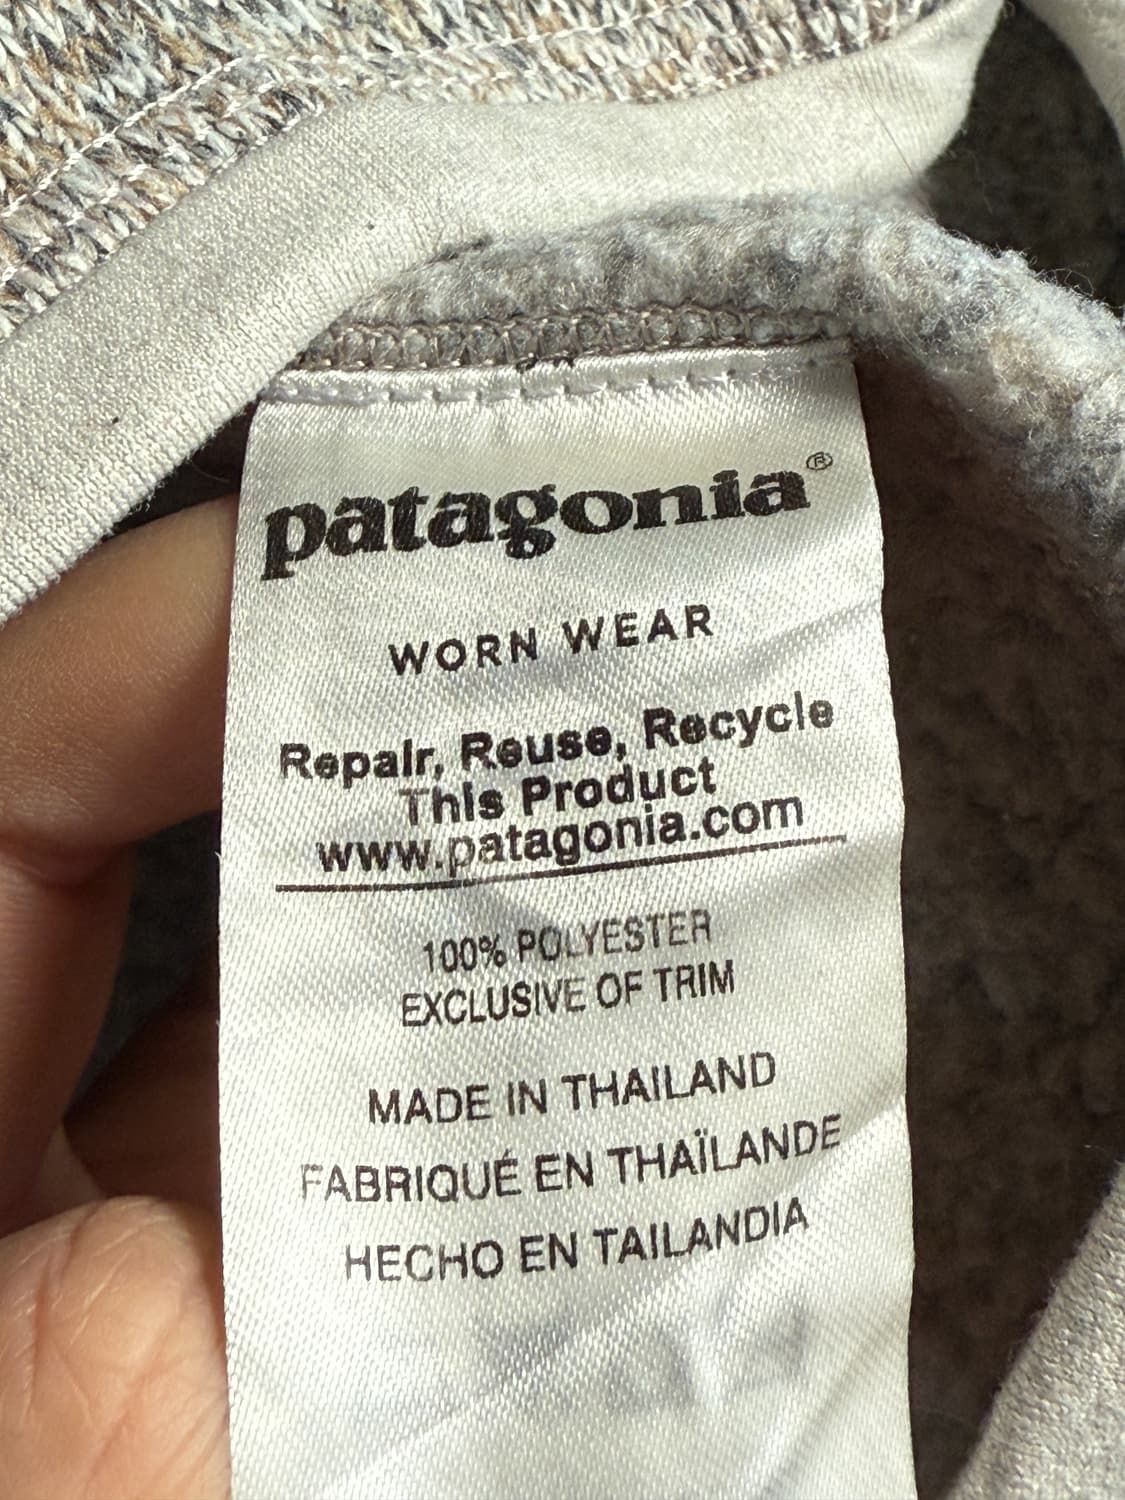 patagonia®
WORN WEAR
Repair, Reuse, Recycle
This Product
www.patagonia.com
100% POLYESTER
EXCLUSIVE OF TRIM
MADE IN THAILAND
FABRIQUÉ EN THAÏLANDE
HECHO EN TAILANDIA